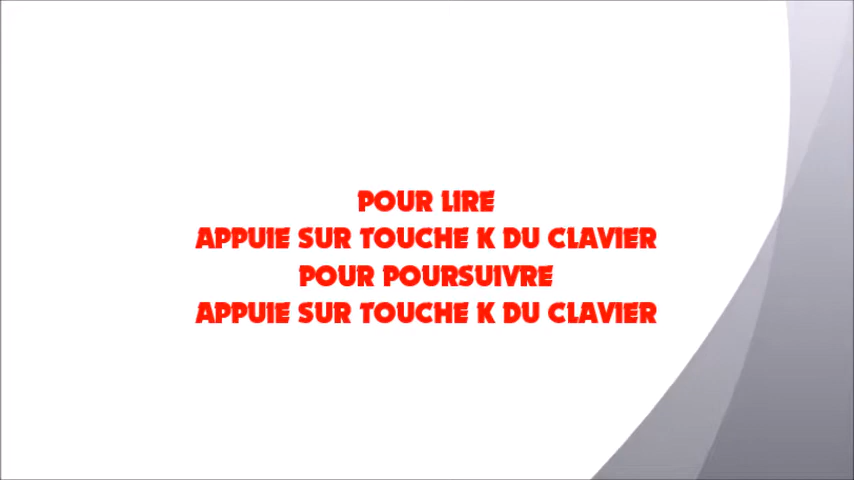 POUR LIRE
APPUIE SUR TOUCHE K DU CLAVIER
POUR POURSUIVRE
APPUIE SUR TOUCHE K DU CLAVIER